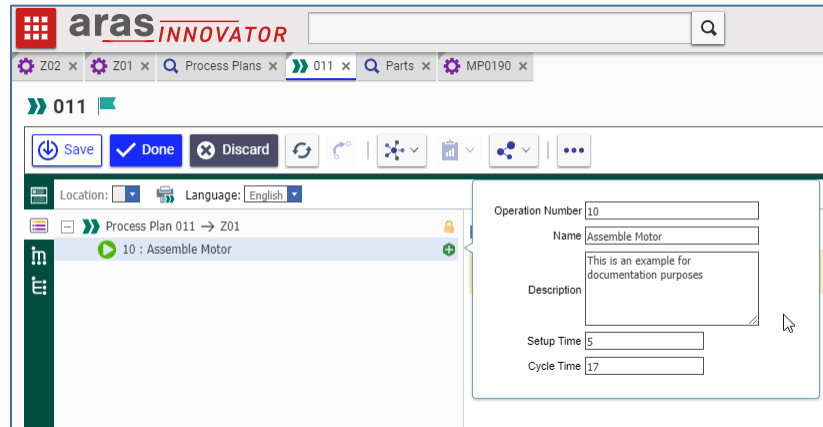 aras INNOVATOR
Z02 × Z01 × Process Plans × 011 × Parts × MP0190 ×
011
Save Done Discard
Location: Language: English
Process Plan 011 → Z01
10 : Assemble Motor
Operation Number 10
Name Assemble Motor
Description This is an example for
documentation purposes
Setup Time 5
Cycle Time 17